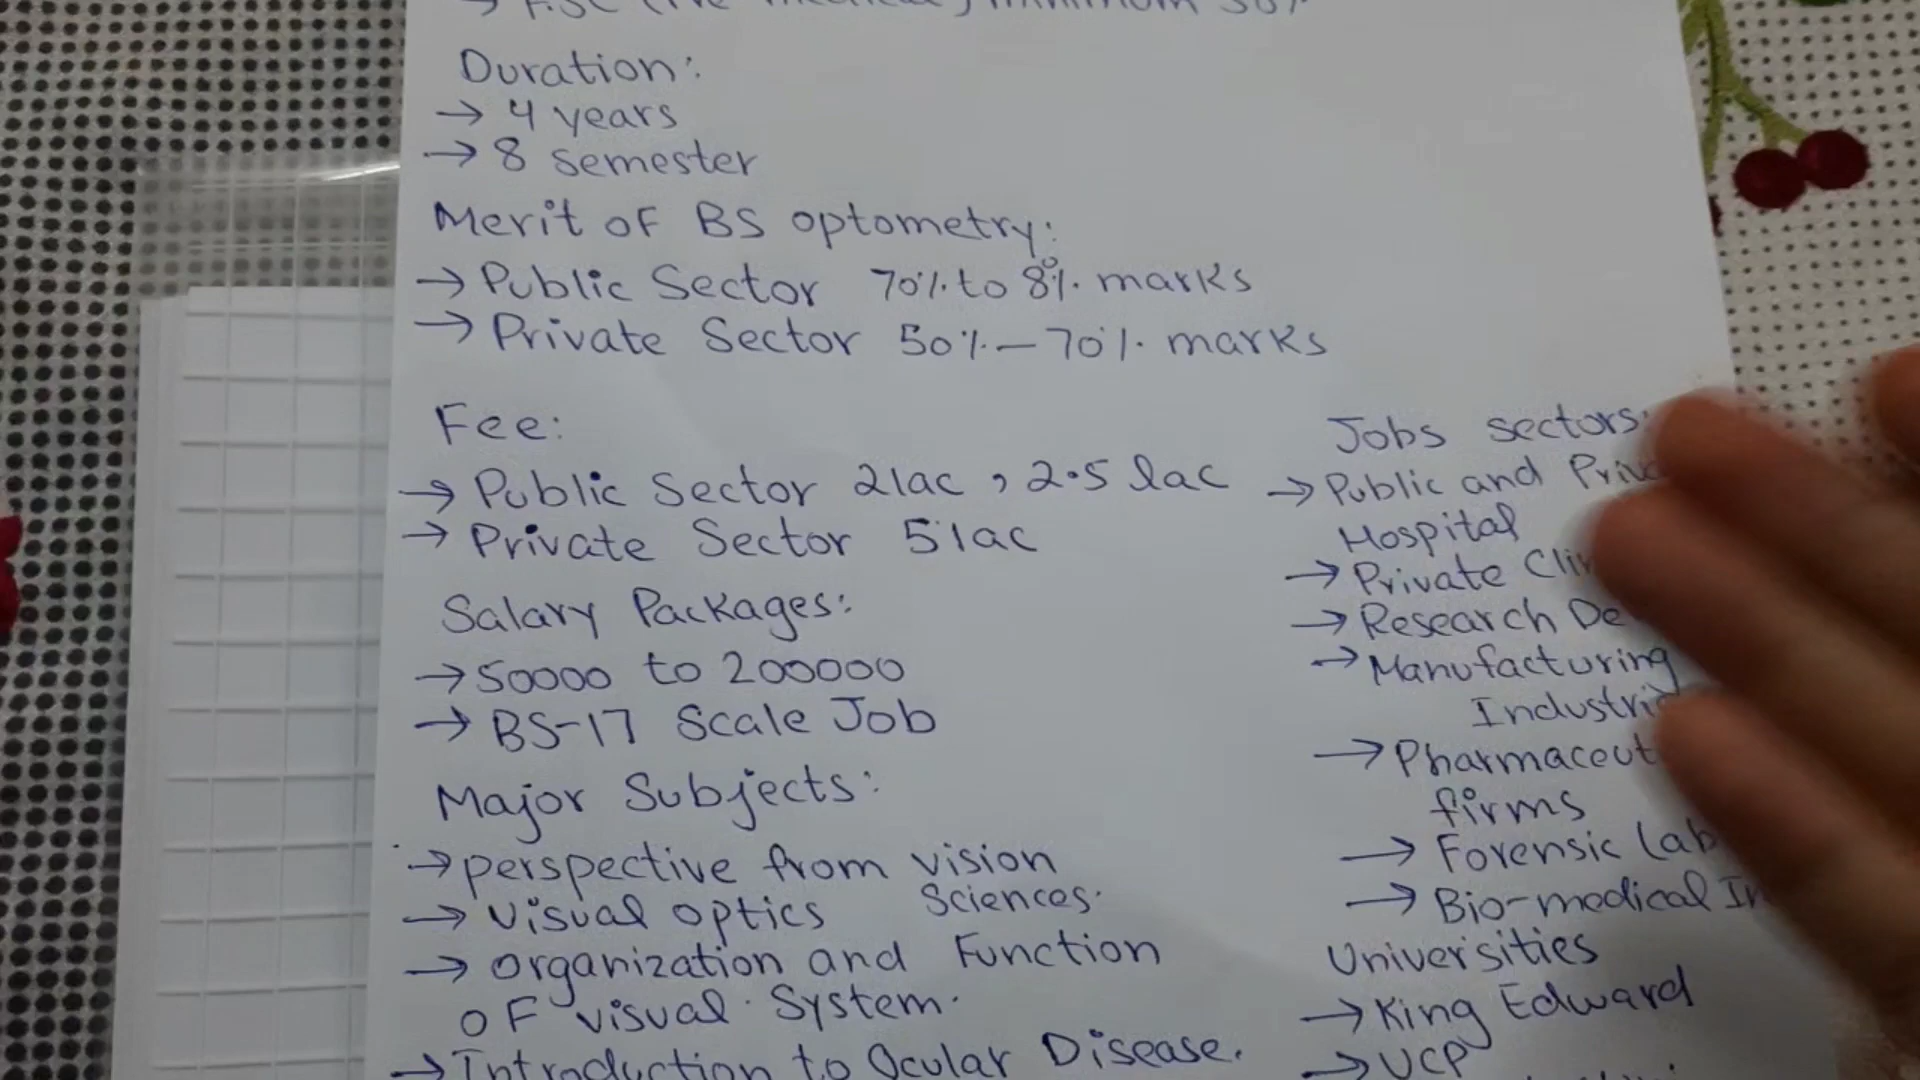 Duration:
→ 4 years
→ 8 semester
Merit of BS optometry:
→ Public Sector 70% to 80% marks
→ Private Sector 50% — 70% marks
Fee:
→ Public Sector 2lac , 2.5 lac
→ Private Sector 5lac
Salary Packages:
→ 50000 to 200000
→ BS-17 Scale Job
Major Subjects:
→ perspective from vision
Sciences.
→ visual optics
→ organization and Function
of visual System.
→ Introduction to Ocular Disease.
Jobs sectors:
→ Public and
Hospital
→ Private
→ Research
→ Manufacturing
→
firms
→ Forensic Lab
→ Bio-medical
Universities
→ King Edward
→ UCP